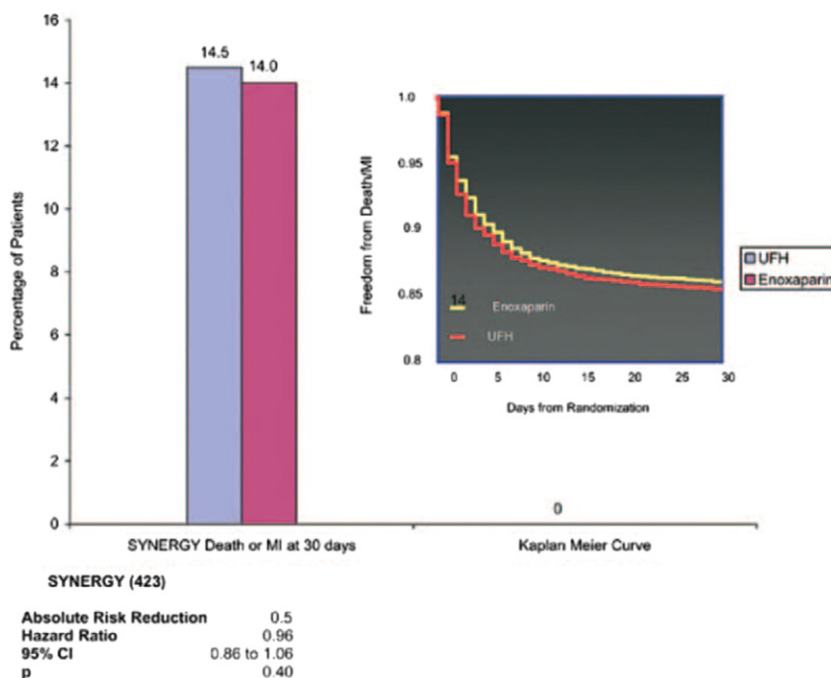 Percentage of Patients
16
14
12
10
8
6
4
2
0
14.5
14.0
SYNERGY Death or MI at 30 days
Freedom from Death/MI
1.0
0.95
0.9
0.85
0.8
14
Enoxaparin
UFH
0 5 10 15 20 25 30
Days from Randomization
0
Kaplan Meier Curve
UFH
Enoxaparin
SYNERGY (423)
Absolute Risk Reduction 0.5
Hazard Ratio 0.96
95% CI 0.86 to 1.06
p 0.40